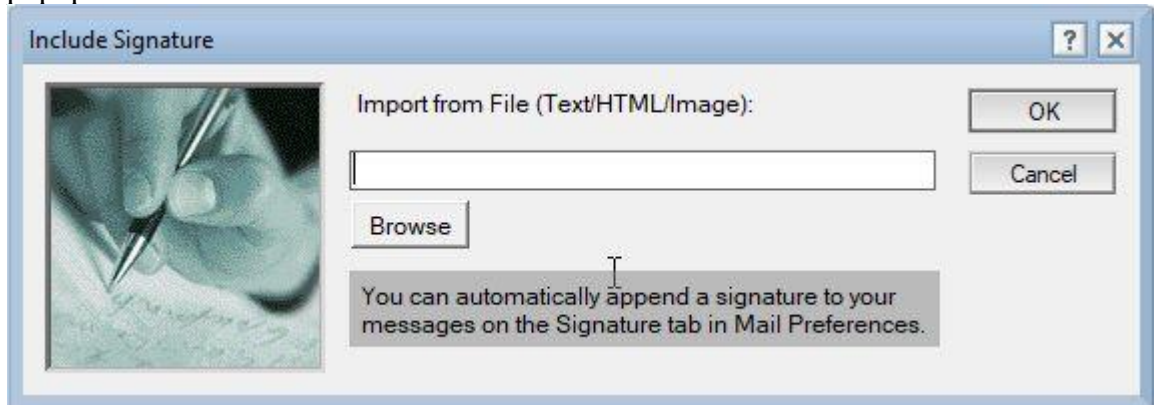 Include Signature
?
X
Import from File (Text/HTML/Image):
OK
Cancel
Browse
You can automatically append a signature to your
messages on the Signature tab in Mail Preferences.